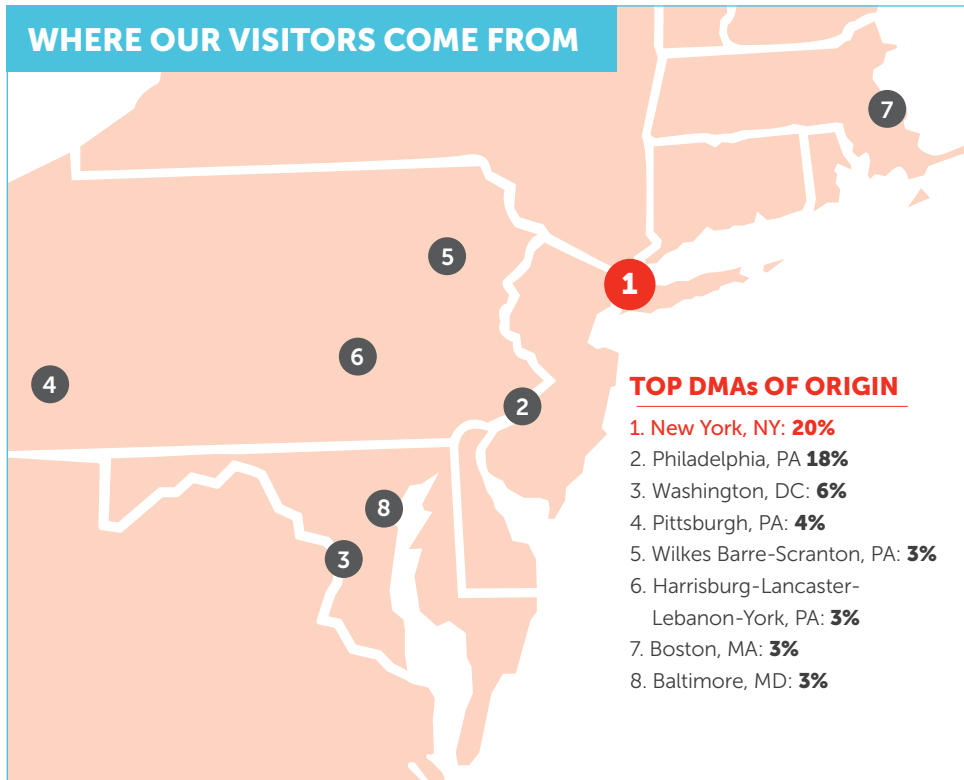 WHERE OUR VISITORS COME FROM
7
5
1
6
4
2
8
3
TOP DMAs OF ORIGIN
1. New York, NY: 20%
2. Philadelphia, PA 18%
3. Washington, DC: 6%
4. Pittsburgh, PA: 4%
5. Wilkes Barre-Scranton, PA: 3%
6. Harrisburg-Lancaster-
Lebanon-York, PA: 3%
7. Boston, MA: 3%
8. Baltimore, MD: 3%